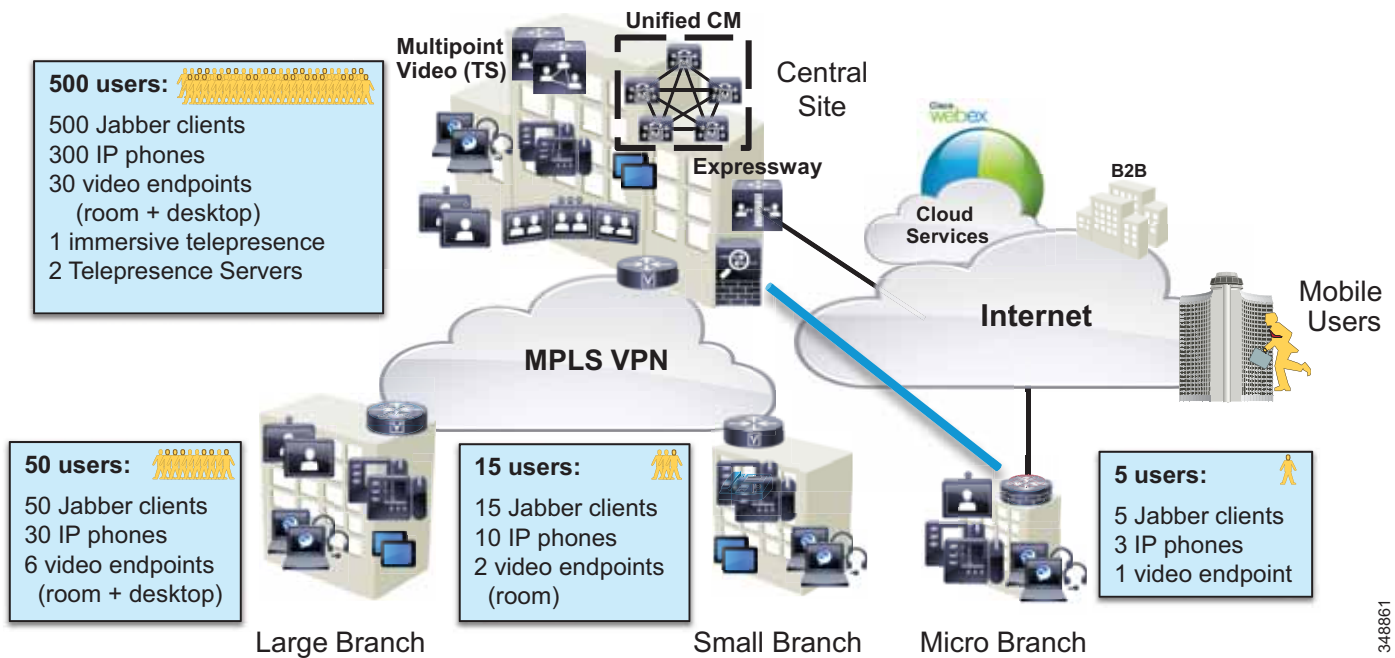 Unified CM
Multipoint
Video (TS)
Central
Site
500 users:
500 Jabber clients
300 IP phones
30 video endpoints
(room + desktop)
1 immersive telepresence
2 Telepresence Servers
Expressway
Cisco
webex
B2B
Cloud
Services
Internet
Mobile
Users
MPLS VPN
50 users:
50 Jabber clients
30 IP phones
6 video endpoints
(room + desktop)
15 users:
15 Jabber clients
10 IP phones
2 video endpoints
(room)
5 users:
5 Jabber clients
3 IP phones
1 video endpoint
Large Branch
Small Branch
Micro Branch
348861